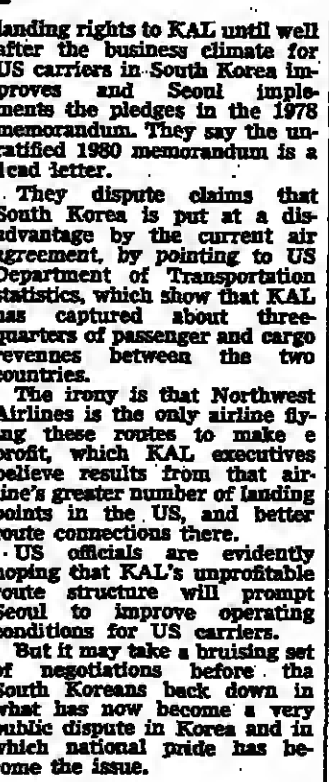 landing rights to KAL until well
after the business climate for
US carriers in South Korea im-
proves and Seoul imple-
ments the pledges in the 1978
memorandum. They say the un-
ratified 1980 memorandum is a
dead letter.
They dispute claims that
South Korea is put at a dis-
advantage by the current air
agreement, by pointing to US
Department of Transportation
statistics, which show that KAL
has captured about three-
quarters of passenger and cargo
revennes between the two
countries.
The irony is that Northwest
Airlines is the only airline fly-
ing these routes to make e
profit, which KAL executives
believe results from that air-
line's greater number of landing
points in the US, and better
route connections there.
US officials are evidently
hoping that KAL's unprofitable
route structure will prompt
Seoul to improve operating
conditions for US carriers.
But it may take a bruising set
of negotiations before tha
South Koreans back down in
what has now become a very
public dispute in Korea and in
which national pride has be-
come the issue.